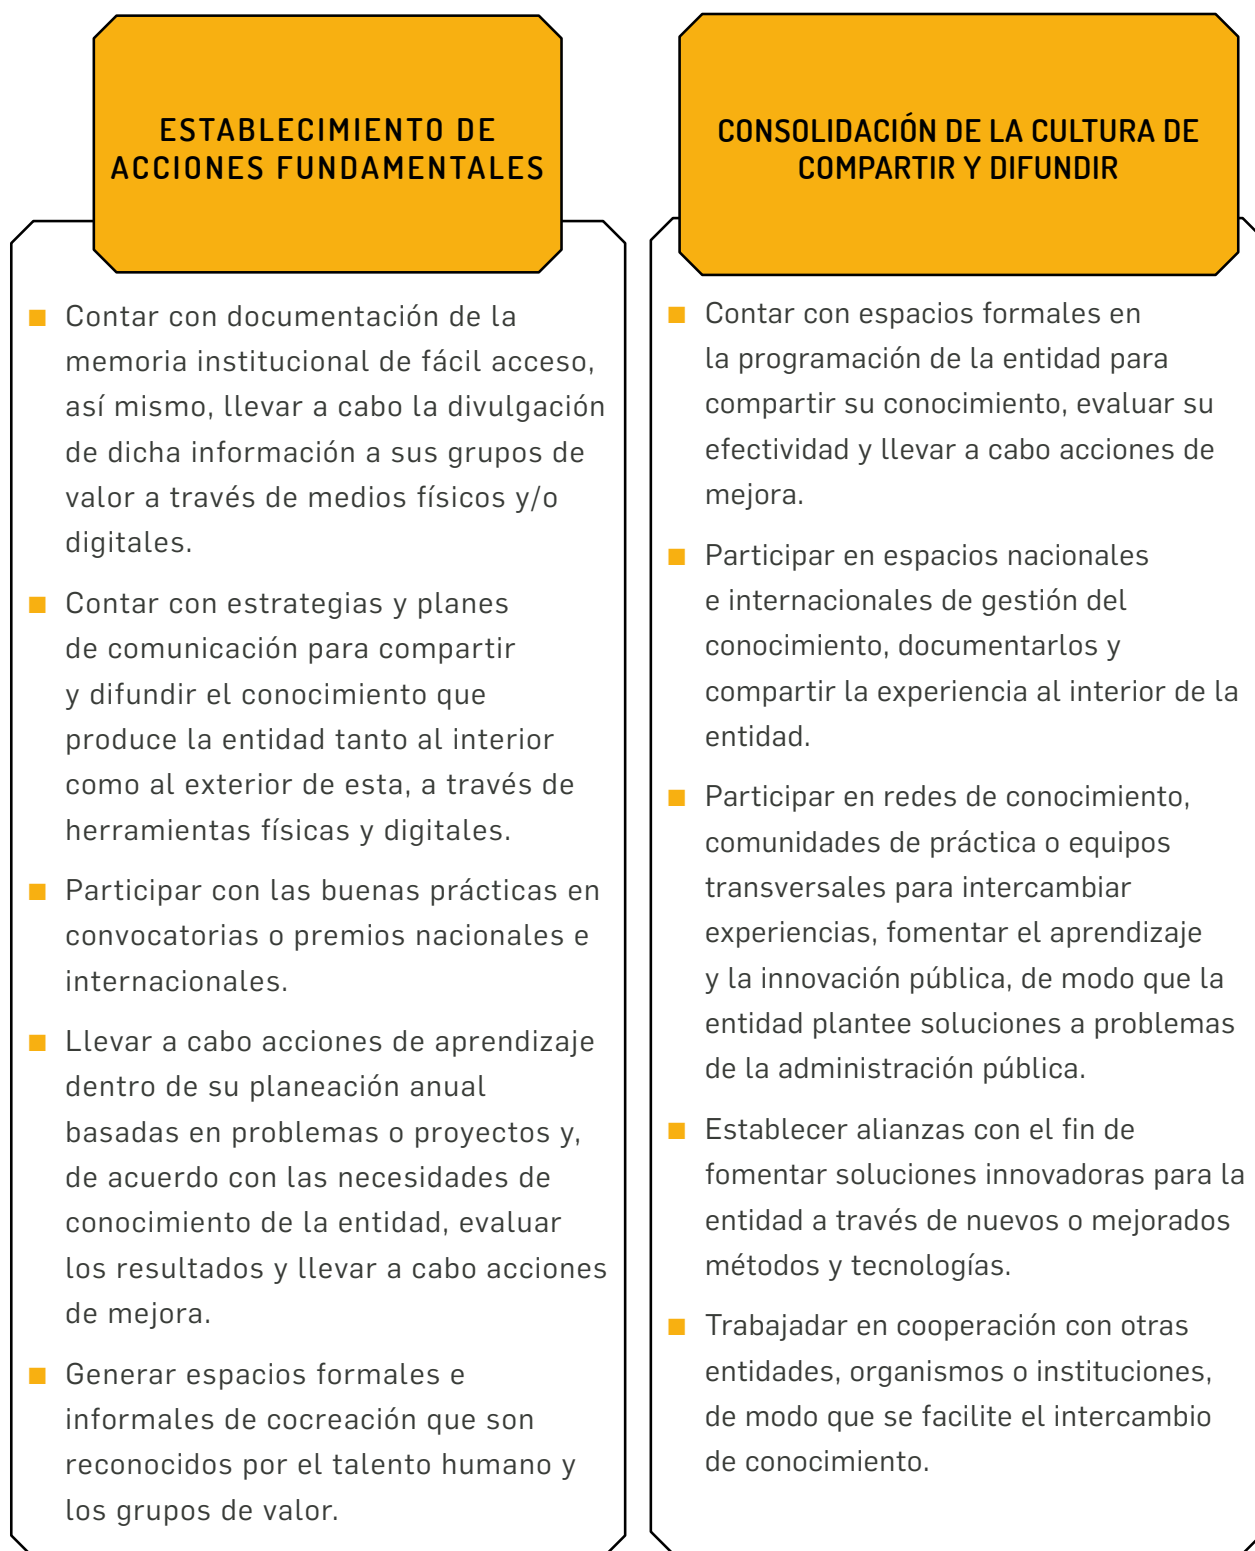 ESTABLECIMIENTO DE
ACCIONES FUNDAMENTALES
■ Contar con documentación de la
memoria institucional de fácil acceso,
así mismo, llevar a cabo la divulgación
de dicha información a sus grupos de
valor a través de medios físicos y/o
digitales.
■ Contar con estrategias y planes
de comunicación para compartir
y difundir el conocimiento que
produce la entidad tanto al interior
como al exterior de esta, a través de
herramientas físicas y digitales.
■ Participar con las buenas prácticas en
convocatorias o premios nacionales e
internacionales.
■ Llevar a cabo acciones de aprendizaje
dentro de su planeación anual
basadas en problemas o proyectos y,
de acuerdo con las necesidades de
conocimiento de la entidad, evaluar
los resultados y llevar a cabo acciones
de mejora.
■ Generar espacios formales e
informales de cocreación que son
reconocidos por el talento humano y
los grupos de valor.
CONSOLIDACIÓN DE LA CULTURA DE
COMPARTIR Y DIFUNDIR
■ Contar con espacios formales en
la programación de la entidad para
compartir su conocimiento, evaluar su
efectividad y llevar a cabo acciones de
mejora.
■ Participar en espacios nacionales
e internacionales de gestión del
conocimiento, documentarlos y
compartir la experiencia al interior de la
entidad.
■ Participar en redes de conocimiento,
comunidades de práctica o equipos
transversales para intercambiar
experiencias, fomentar el aprendizaje
y la innovación pública, de modo que la
entidad plantee soluciones a problemas
de la administración pública.
■ Establecer alianzas con el fin de
fomentar soluciones innovadoras para la
entidad a través de nuevos o mejorados
métodos y tecnologías.
■ Trabajadar en cooperación con otras
entidades, organismos o instituciones,
de modo que se facilite el intercambio
de conocimiento.